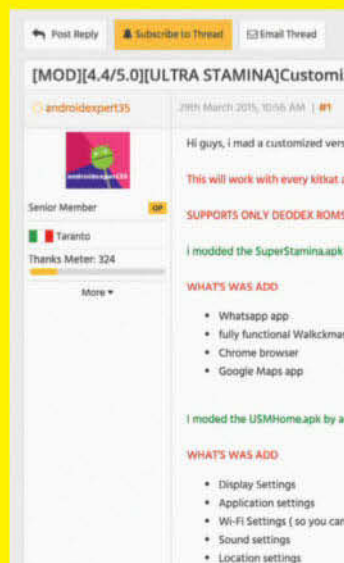 Post Reply
Subscribe to Thread
Email Thread
[MOD][4.4/5.0][ULTRA STAMINA]Customi
androidexpert35
29th March 2015, 10:56 AM | #1
androidexpert35
Senior Member
OP
Taranto
Thanks Meter: 324
More
Hi guys, i mad a customized vers
This will work with every kitkat a
SUPPORTS ONLY DEODEX ROMS
I modded the SuperStamina.apk
WHAT'S WAS ADD
• Whatsapp app
• fully functional Walkckman
• Chrome browser
• Google Maps app
I moded the USMHome.apk by a
WHAT'S WAS ADD
• Display Settings
• Application settings
• Wi-Fi Settings ( so you can
• Sound settings
• Location settings